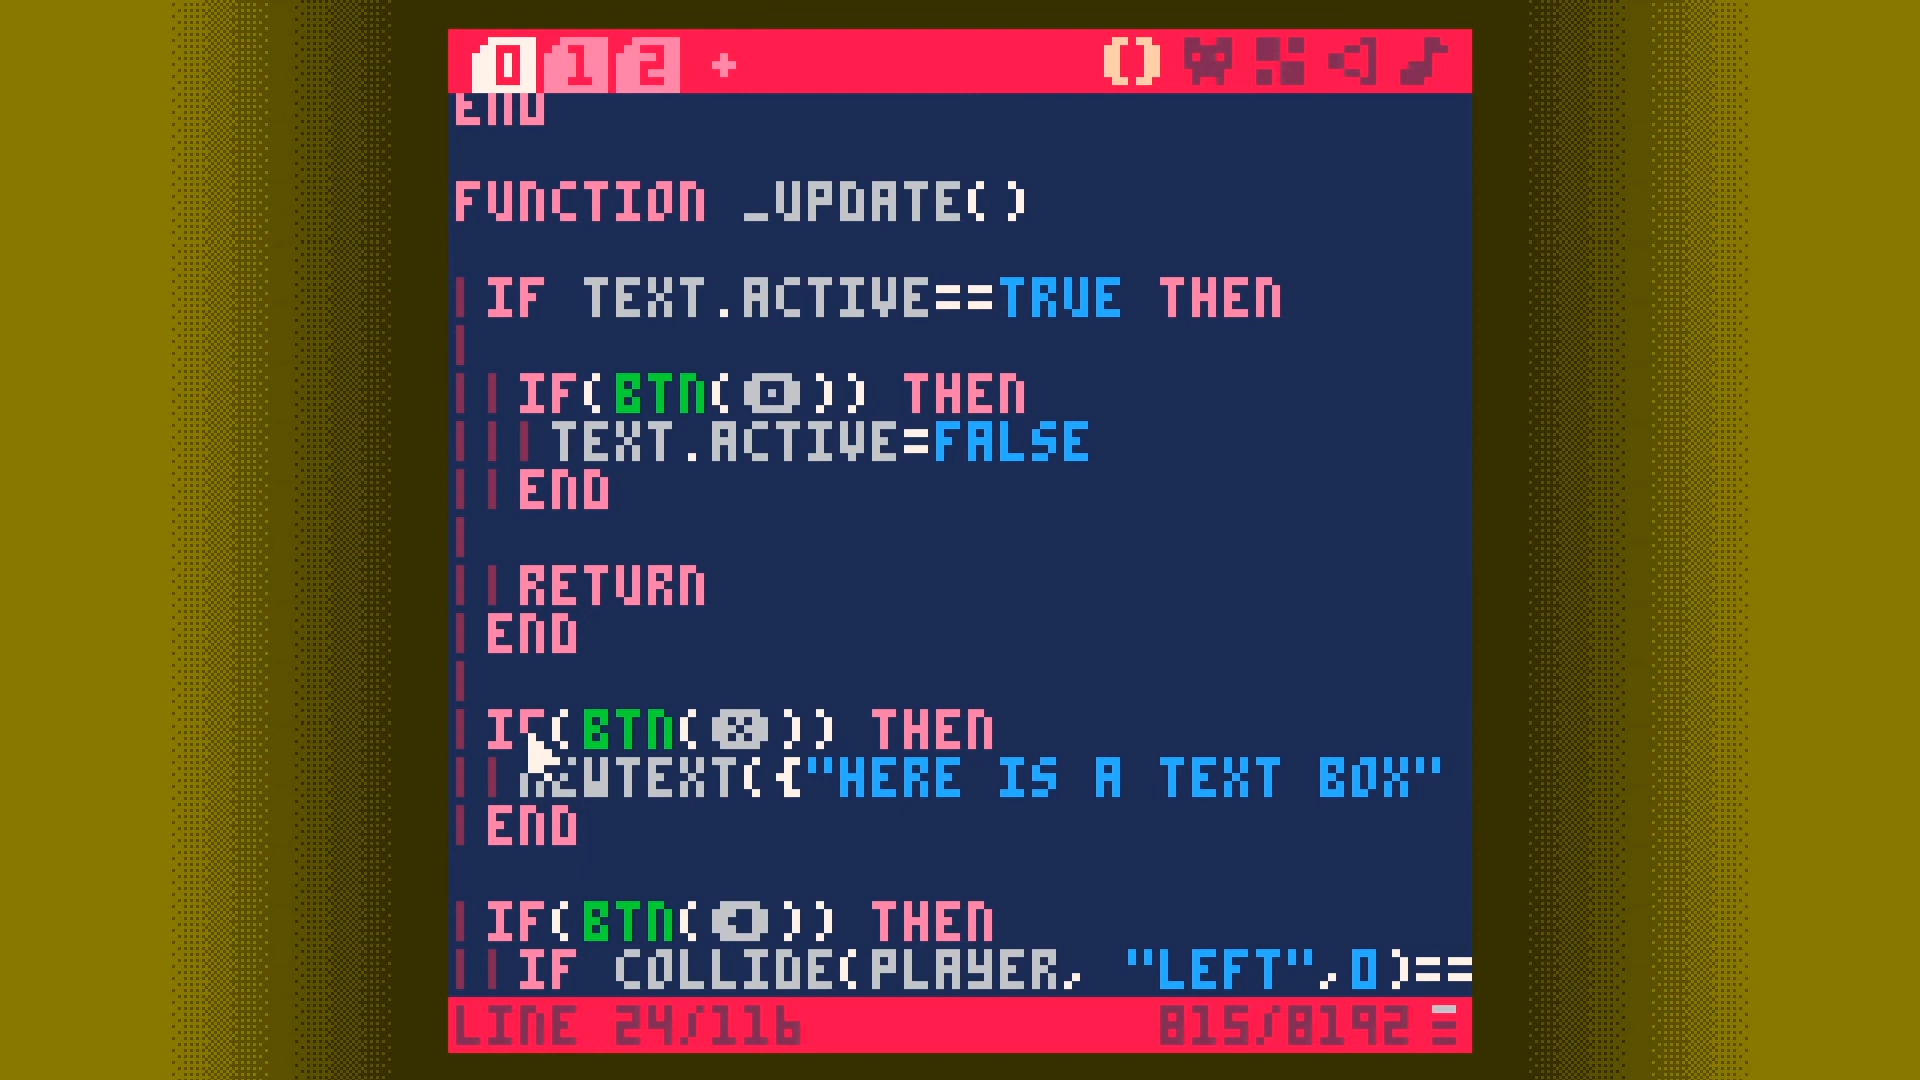 0 1 2 +
END
FUNCTION _UPDATE()
IF TEXT.ACTIVE==TRUE THEN
IF(BTN(🅾️)) THEN
TEXT.ACTIVE=FALSE
END
RETURN
END
IF(BTN(❎)) THEN
NEWTEXT({"HERE IS A TEXT BOX"
END
IF(BTN(⬅️)) THEN
IF COLLIDE(PLAYER, "LEFT",0)==
LINE 24/116 815/8192